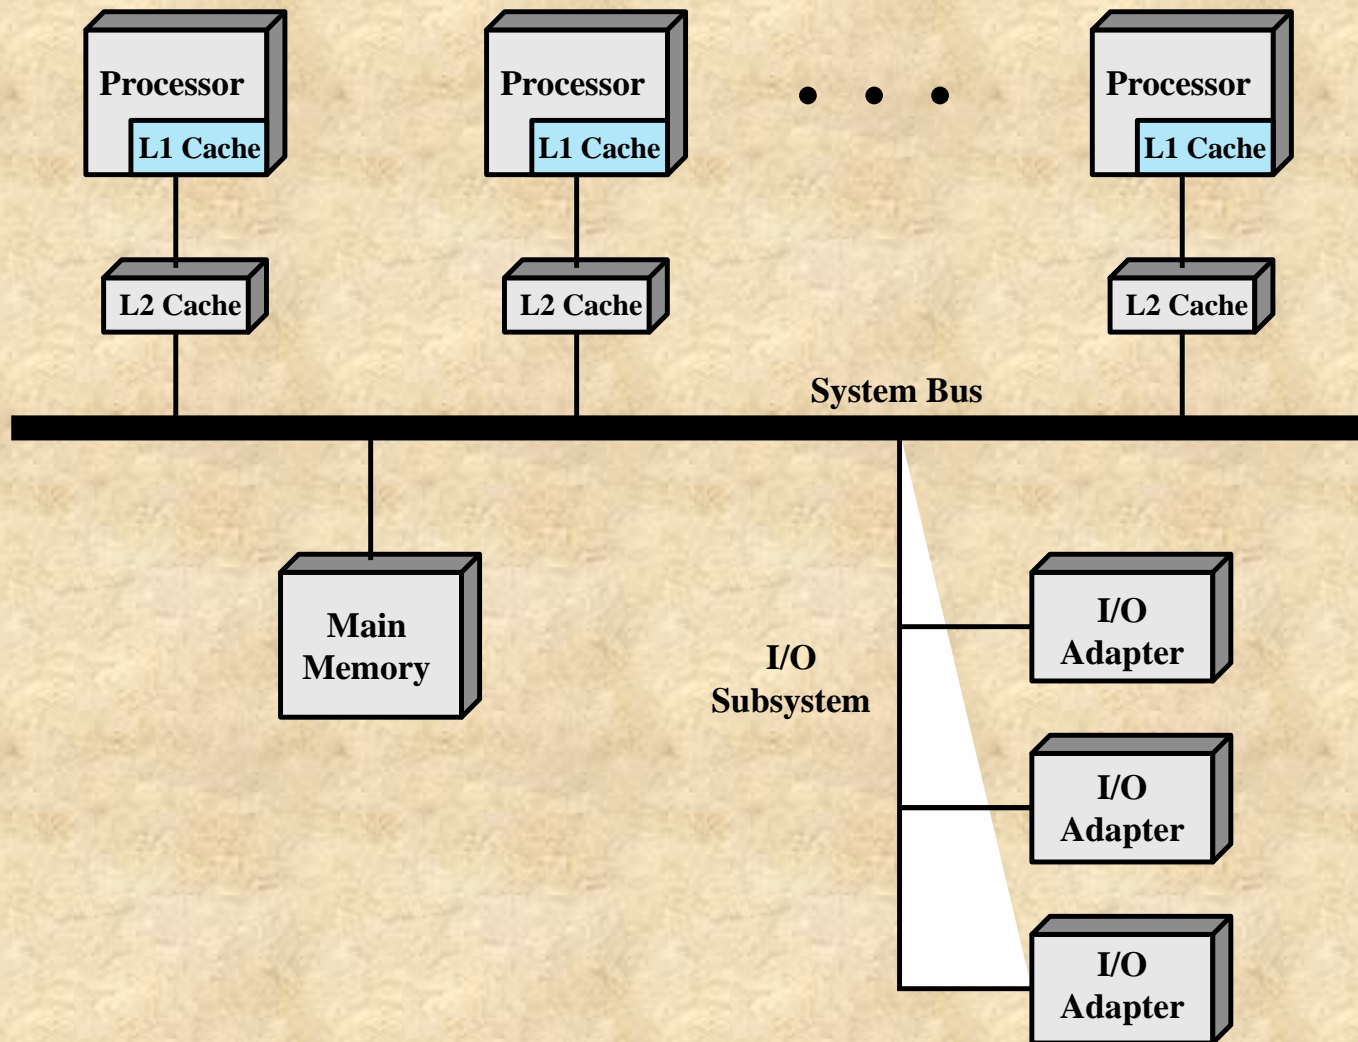 Processor
L1 Cache
Processor
L1 Cache
• • •
Processor
L1 Cache
L2 Cache
L2 Cache
L2 Cache
System Bus
Main
Memory
I/O
Subsystem
I/O
Adapter
I/O
Adapter
I/O
Adapter